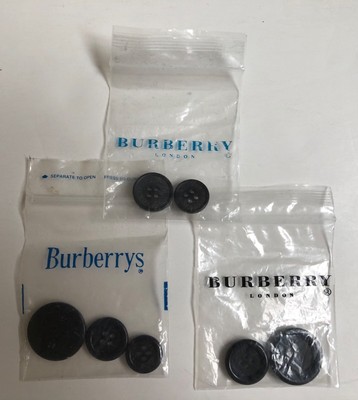 BURBERRY
LONDON ®
SEPARATE TO OPEN
Burberrys®
BURBERRY
LONDON ®